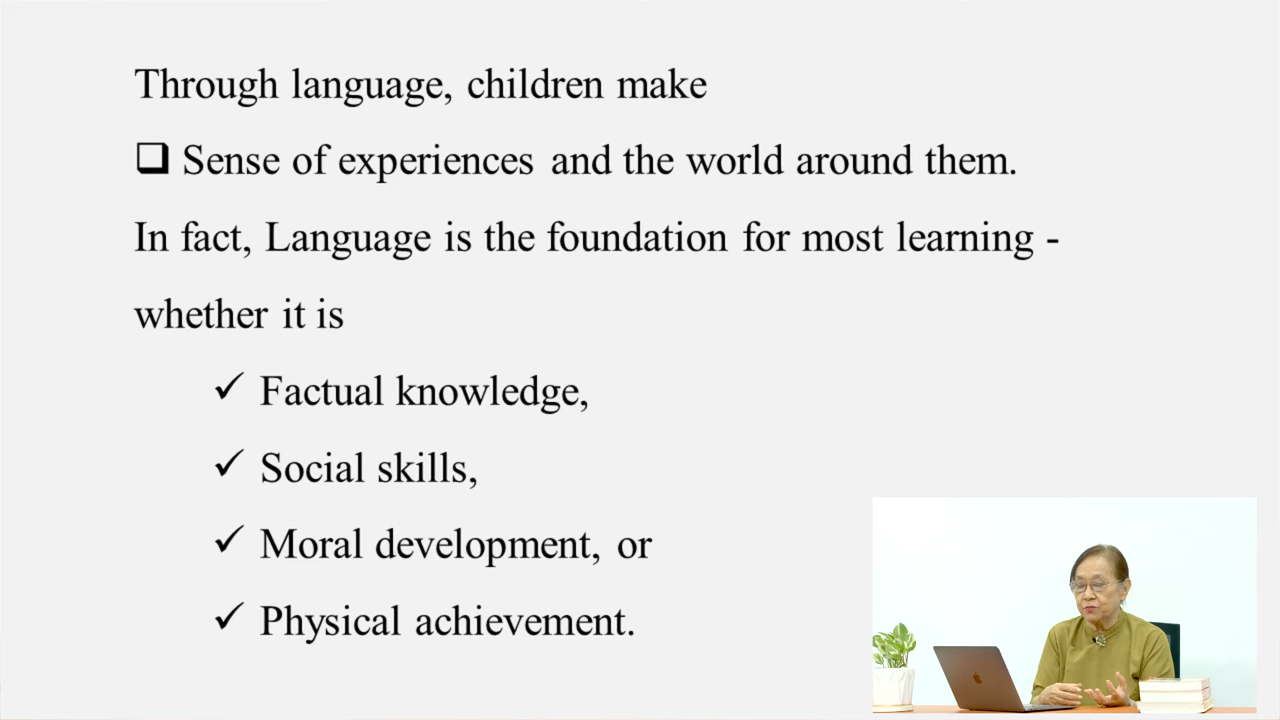 Through language, children make
❑ Sense of experiences and the world around them.
In fact, Language is the foundation for most learning -
whether it is
✓ Factual knowledge,
✓ Social skills,
✓ Moral development, or
✓ Physical achievement.